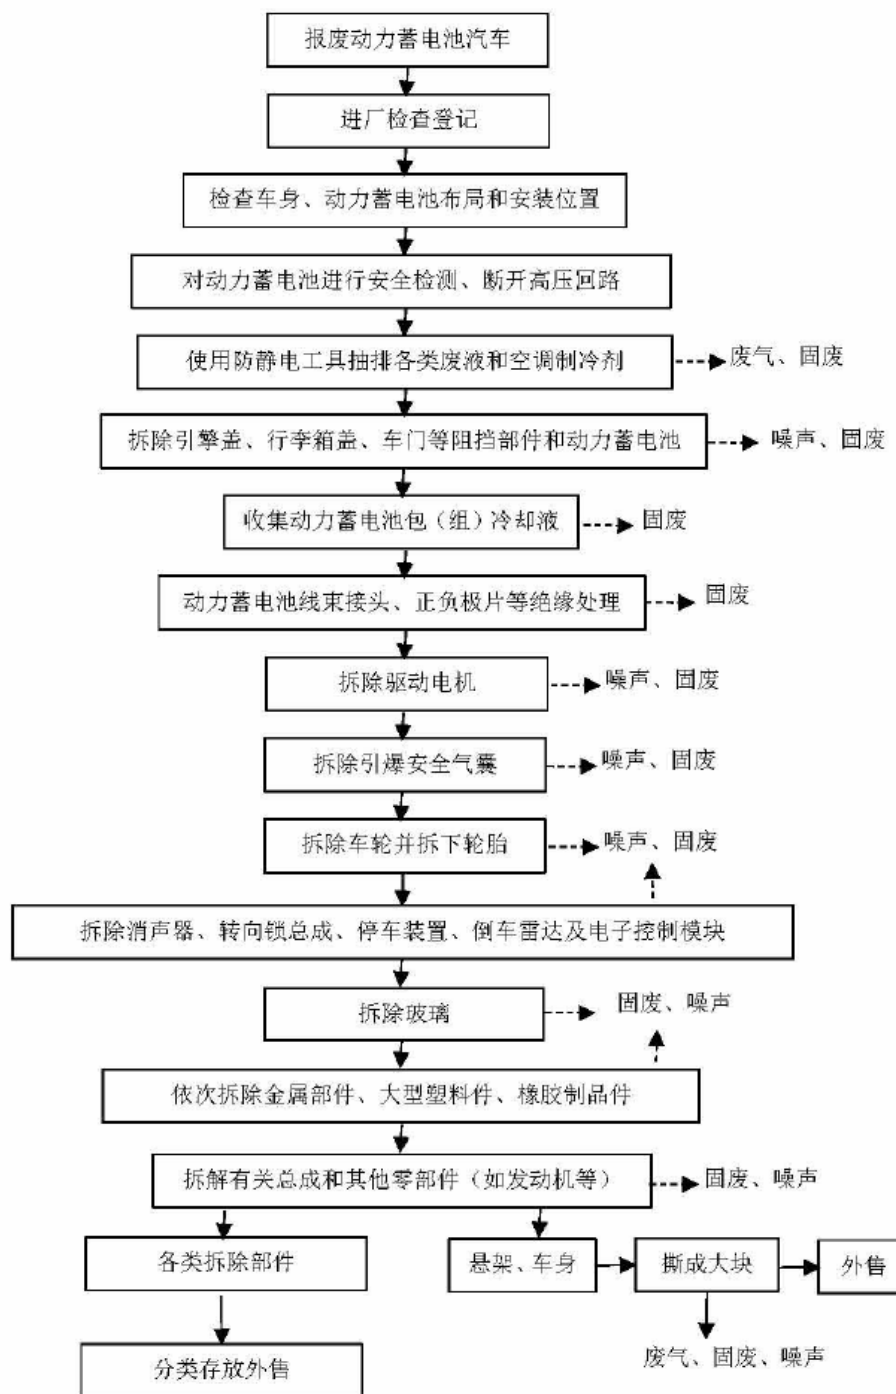 报废动力蓄电池汽车
进厂检查登记
检查车身、动力蓄电池布局和安装位置
对动力蓄电池进行安全检测、断开高压回路
使用防静电工具抽排各类废液和空调制冷剂
废气、固废
拆除引擎盖、行李箱盖、车门等阻挡部件和动力蓄电池
噪声、固废
收集动力蓄电池包（组）冷却液
固废
动力蓄电池线束接头、正负极片等绝缘处理
固废
拆除驱动电机
噪声、固废
拆除引爆安全气囊
噪声、固废
拆除车轮并拆下轮胎
噪声、固废
拆除消声器、转向锁总成、停车装置、倒车雷达及电子控制模块
拆除玻璃
固废、噪声
依次拆除金属部件、大型塑料件、橡胶制品件
拆解有关总成和其他零部件（如发动机等）
固废、噪声
各类拆除部件
悬架、车身
撕成大块
外售
分类存放外售
废气、固废、噪声